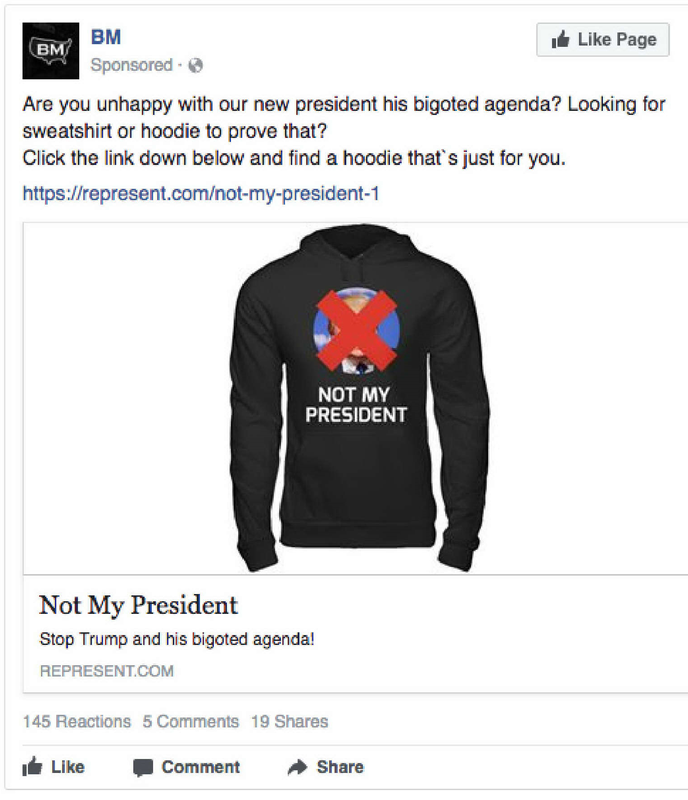 BM
BM
Like Page
Sponsored ·
Are you unhappy with our new president his bigoted agenda? Looking for
sweatshirt or hoodie to prove that?
Click the link down below and find a hoodie that`s just for you.
https://represent.com/not-my-president-1
NOT MY
PRESIDENT
Not My President
Stop Trump and his bigoted agenda!
REPRESENT.COM
145 Reactions 5 Comments 19 Shares
Like Comment Share